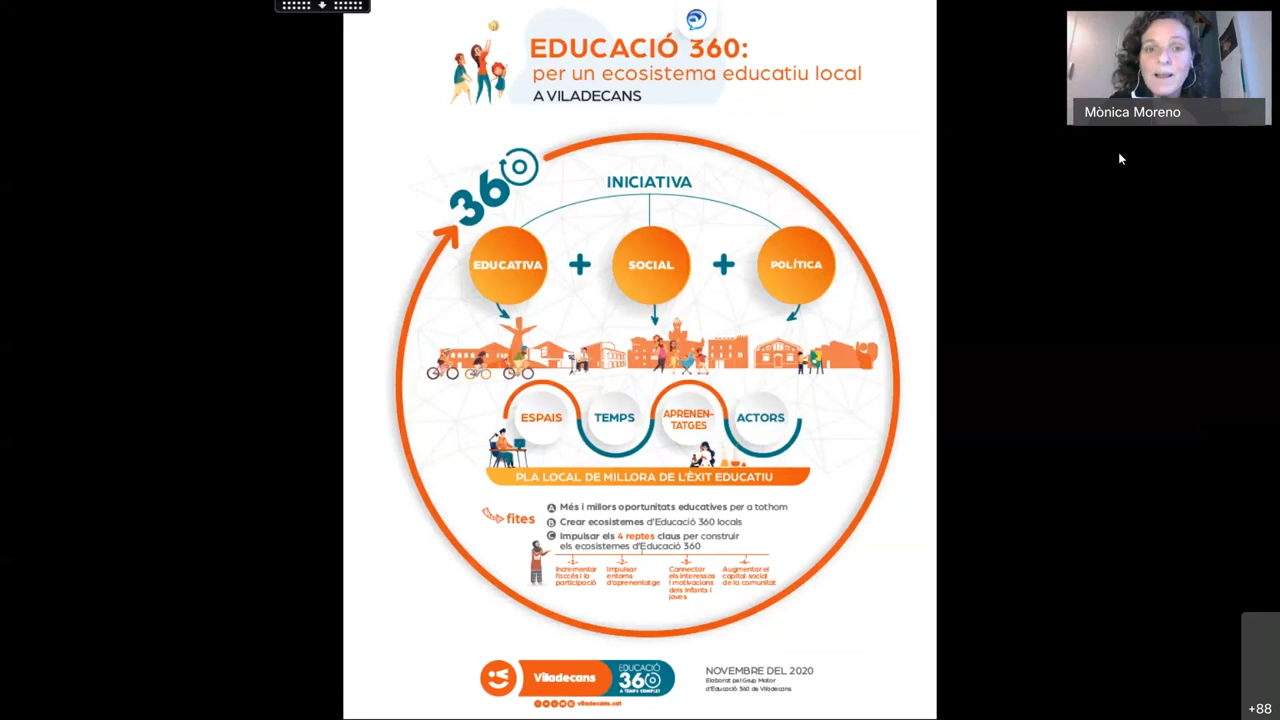 EDUCACIÓ 360:
per un ecosistema educatiu local
A VILADECANS
Mònica Moreno
360
INICIATIVA
EDUCATIVA + SOCIAL + POLÍTICA
ESPAIS TEMPS APRENEN-
TATGES ACTORS
PLA LOCAL DE MILLORA DE L'ÈXIT EDUCATIU
fites
A Més i millors oportunitats educatives per a tothom
B Crear ecosistemes d'Educació 360 locals
C Impulsar els 4 reptes claus per construir
els ecosistemes d'Educació 360
-1-
Incrementar
l'accés i la
participació
-2-
Impulsar
entorns
d'aprenentatge
-3-
Connectar
els interessos
i motivacions
dels infants i
joves
-4-
Augmentar el
capital social
de la comunitat
Viladecans
EDUCACIÓ
360
A TEMPS COMPLET
viladecans.cat
NOVEMBRE DEL 2020
Elaborat pel Grup Motor
d'Educació 360 de Viladecans
+88